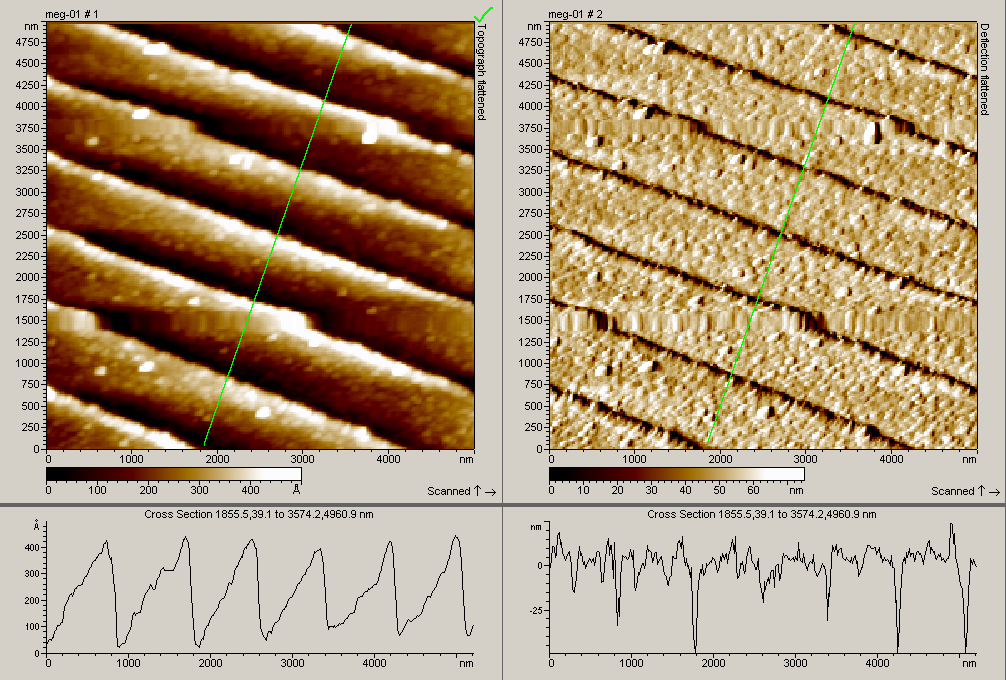 meg-01 # 1
nm
4750
4500
4250
4000
3750
3500
3250
3000
2750
2500
2250
2000
1750
1500
1250
1000
750
500
250
0
0 1000 2000 3000 4000 nm
Topograph flattened
0 100 200 300 400 Å
Scanned ↑ →
meg-01 # 2
nm
4750
4500
4250
4000
3750
3500
3250
3000
2750
2500
2250
2000
1750
1500
1250
1000
750
500
250
0
0 1000 2000 3000 4000 nm
Deflection flattened
0 10 20 30 40 50 60 nm
Scanned ↑ →
Cross Section 1855.5,39.1 to 3574.2,4960.9 nm
Å
400
300
200
100
0
0 1000 2000 3000 4000 nm
Cross Section 1855.5,39.1 to 3574.2,4960.9 nm
nm
0
-25
0 1000 2000 3000 4000 nm